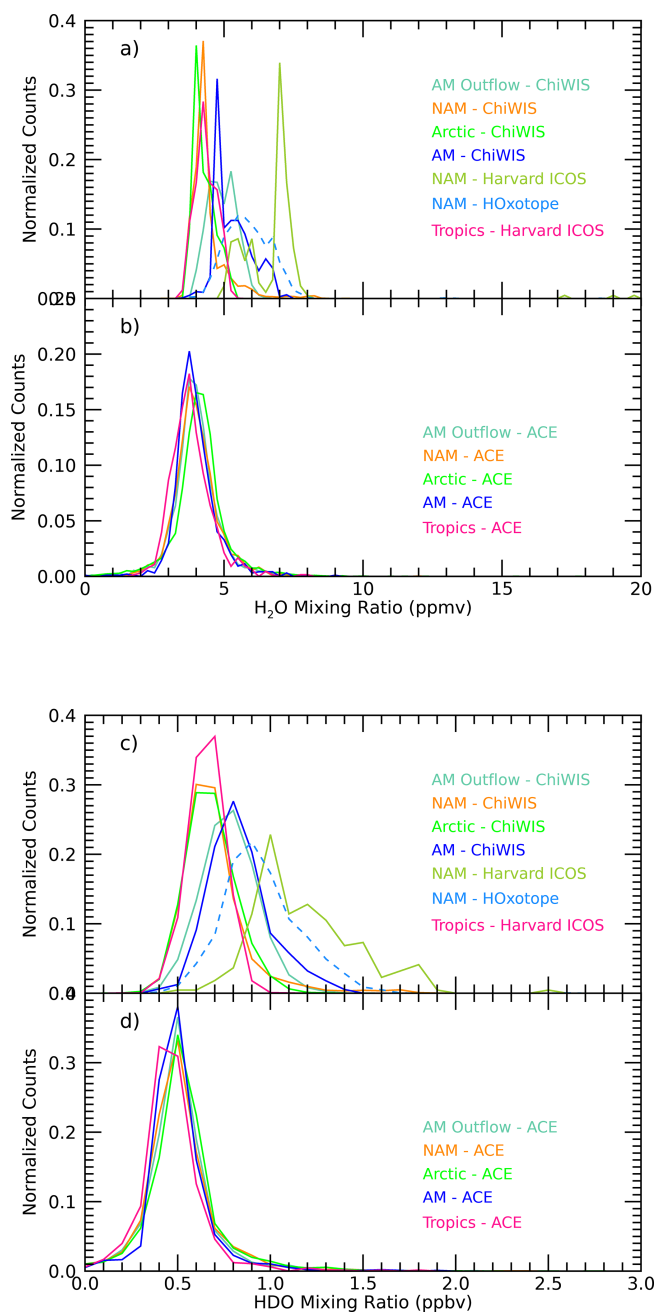 0.4
a)
AM Outflow - ChiWIS
0.3
NAM - ChiWIS
Arctic - ChiWIS
AM - ChiWIS
0.2
NAM - Harvard ICOS
NAM - HOxotope
Tropics - Harvard ICOS
0.1
Normalized Counts
b)
0.20
0.15
AM Outflow - ACE
NAM - ACE
0.10
Arctic - ACE
AM - ACE
Tropics - ACE
0.05
0.00
Normalized Counts
0 5 10 15 20
H2O Mixing Ratio (ppmv)
0.4
c)
AM Outflow - ChiWIS
0.3
NAM - ChiWIS
Arctic - ChiWIS
AM - ChiWIS
0.2
NAM - Harvard ICOS
NAM - HOxotope
Tropics - Harvard ICOS
0.1
Normalized Counts
d)
0.3
0.2
AM Outflow - ACE
NAM - ACE
Arctic - ACE
AM - ACE
0.1
Tropics - ACE
0.0
Normalized Counts
0.0 0.5 1.0 1.5 2.0 2.5 3.0
HDO Mixing Ratio (ppbv)